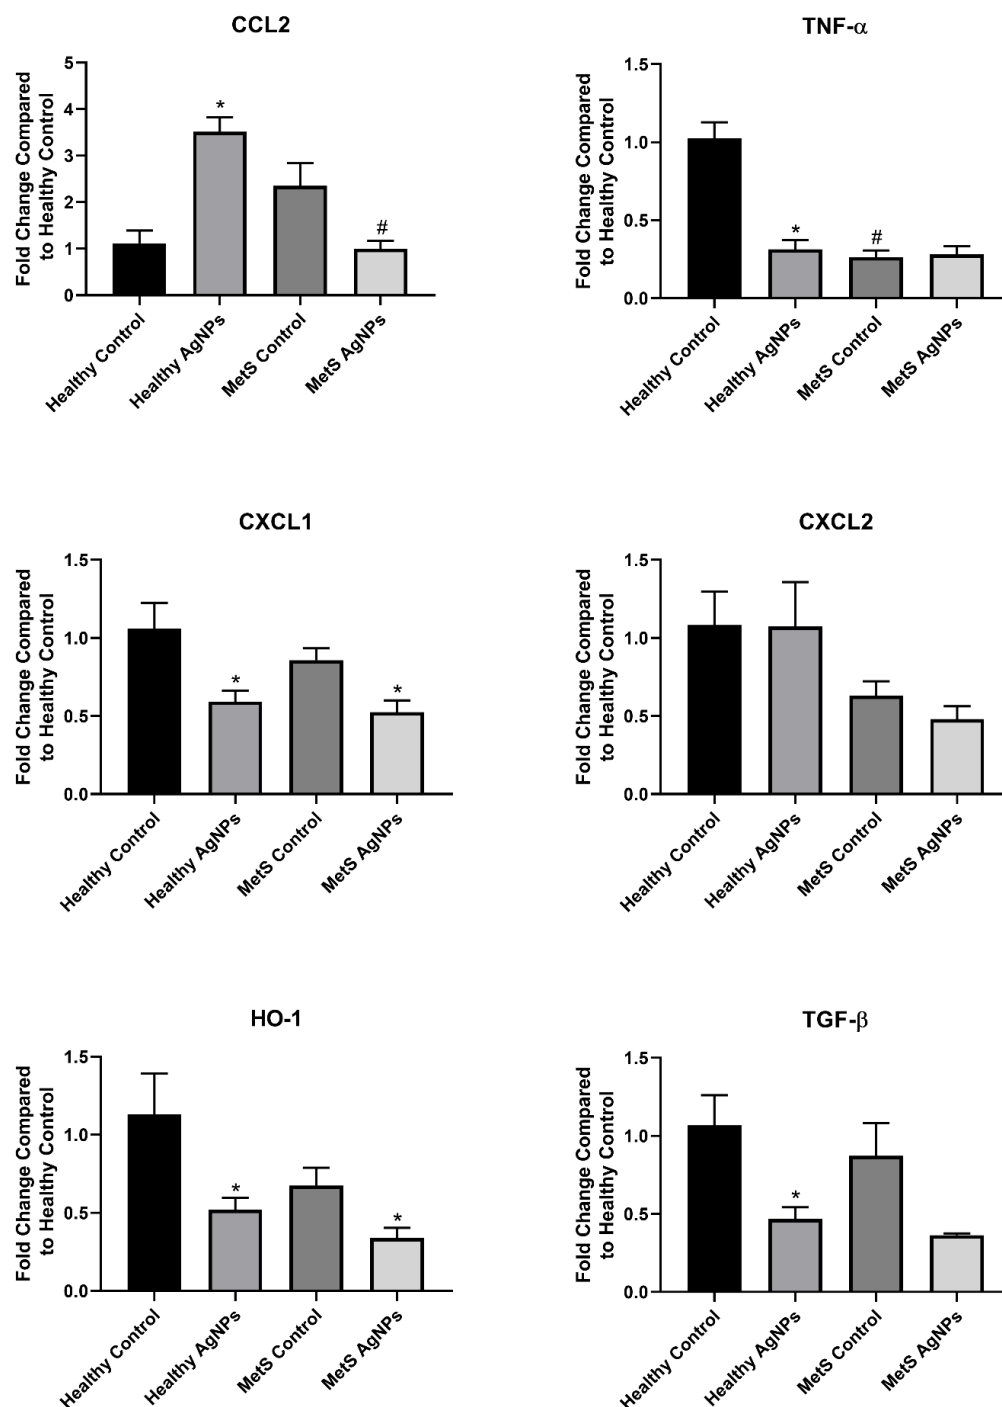 CCL2
Fold Change Compared
to Healthy Control
5
4
3
2
1
0
*
#
Healthy Control
Healthy AgNPs
MetS Control
MetS AgNPs
TNF-α
Fold Change Compared
to Healthy Control
1.5
1.0
0.5
0.0
*
#
Healthy Control
Healthy AgNPs
MetS Control
MetS AgNPs
CXCL1
Fold Change Compared
to Healthy Control
1.5
1.0
0.5
0.0
*
*
Healthy Control
Healthy AgNPs
MetS Control
MetS AgNPs
CXCL2
Fold Change Compared
to Healthy Control
1.5
1.0
0.5
0.0
Healthy Control
Healthy AgNPs
MetS Control
MetS AgNPs
HO-1
Fold Change Compared
to Healthy Control
1.5
1.0
0.5
0.0
*
*
Healthy Control
Healthy AgNPs
MetS Control
MetS AgNPs
TGF-β
Fold Change Compared
to Healthy Control
1.5
1.0
0.5
0.0
*
Healthy Control
Healthy AgNPs
MetS Control
MetS AgNPs